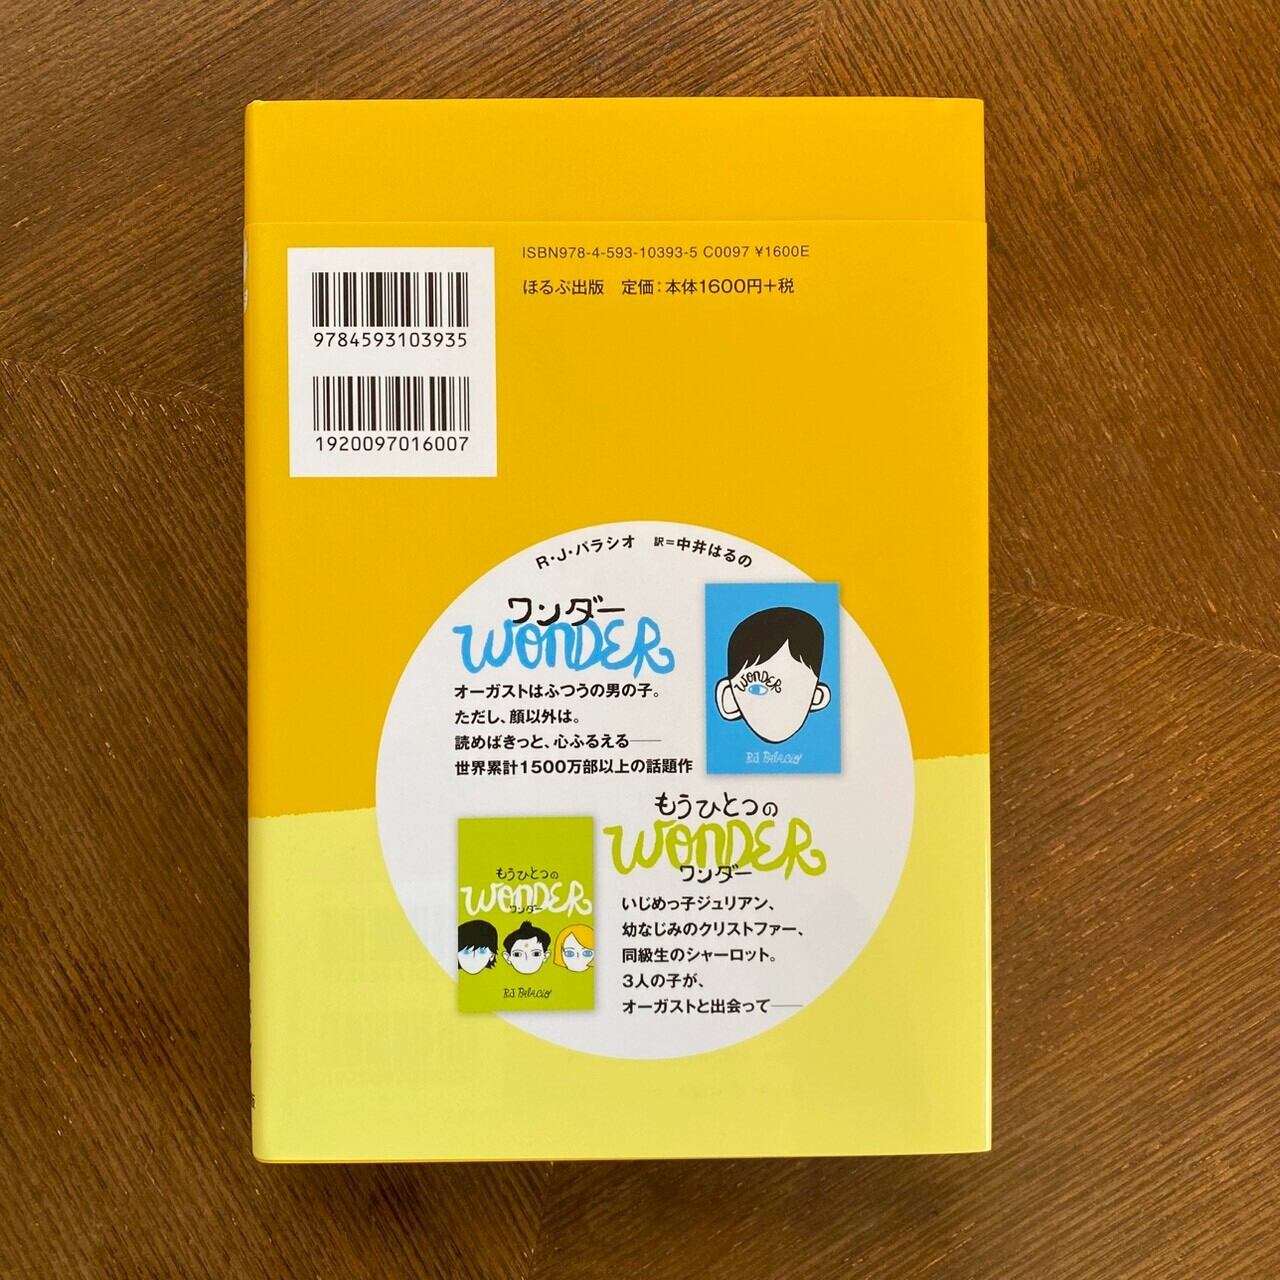 ISBN978-4-593-10393-5 C0097 ¥1600E
ほるぷ出版 定価：本体1600円＋税
9784593103935
1920097016007
R・J・パラシオ 訳＝中井はるの
ワンダー
WONDER
オーガストはふつうの男の子。
ただし、顔以外は。
読めばきっと、心ふるえる——
世界累計1500万部以上の話題作
WONDER
R.J. Palacio
もうひとつの
WONDER
ワンダー
いじめっ子ジュリアン、
幼なじみのクリストファー、
同級生のシャーロット。
3人の子が、
オーガストと出会って——
もうひとつの
WONDER
ワンダー
R.J. Palacio